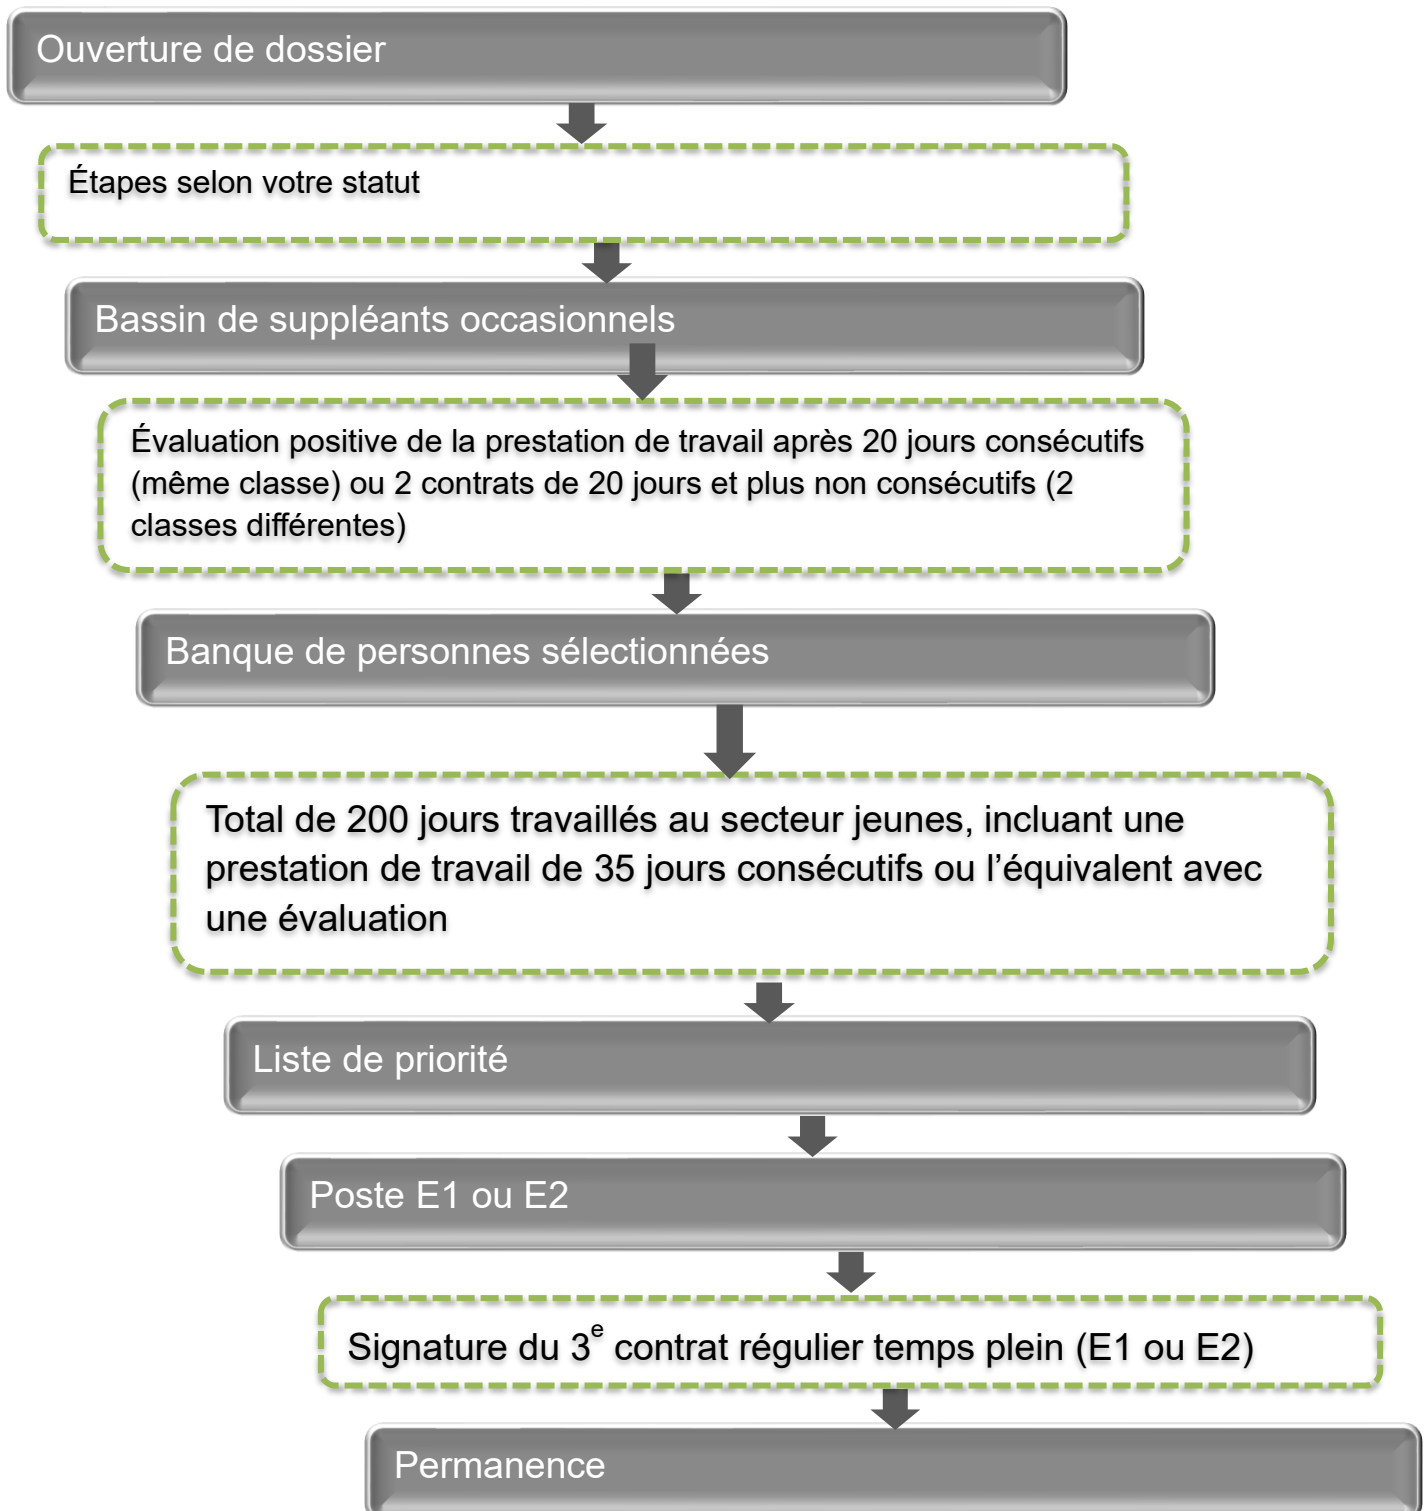 Ouverture de dossier
Étapes selon votre statut
Bassin de suppléants occasionnels
Évaluation positive de la prestation de travail après 20 jours consécutifs
(même classe) ou 2 contrats de 20 jours et plus non consécutifs (2
classes différentes)
Banque de personnes sélectionnées
Total de 200 jours travaillés au secteur jeunes, incluant une
prestation de travail de 35 jours consécutifs ou l’équivalent avec
une évaluation
Liste de priorité
Poste E1 ou E2
Signature du 3e contrat régulier temps plein (E1 ou E2)
Permanence